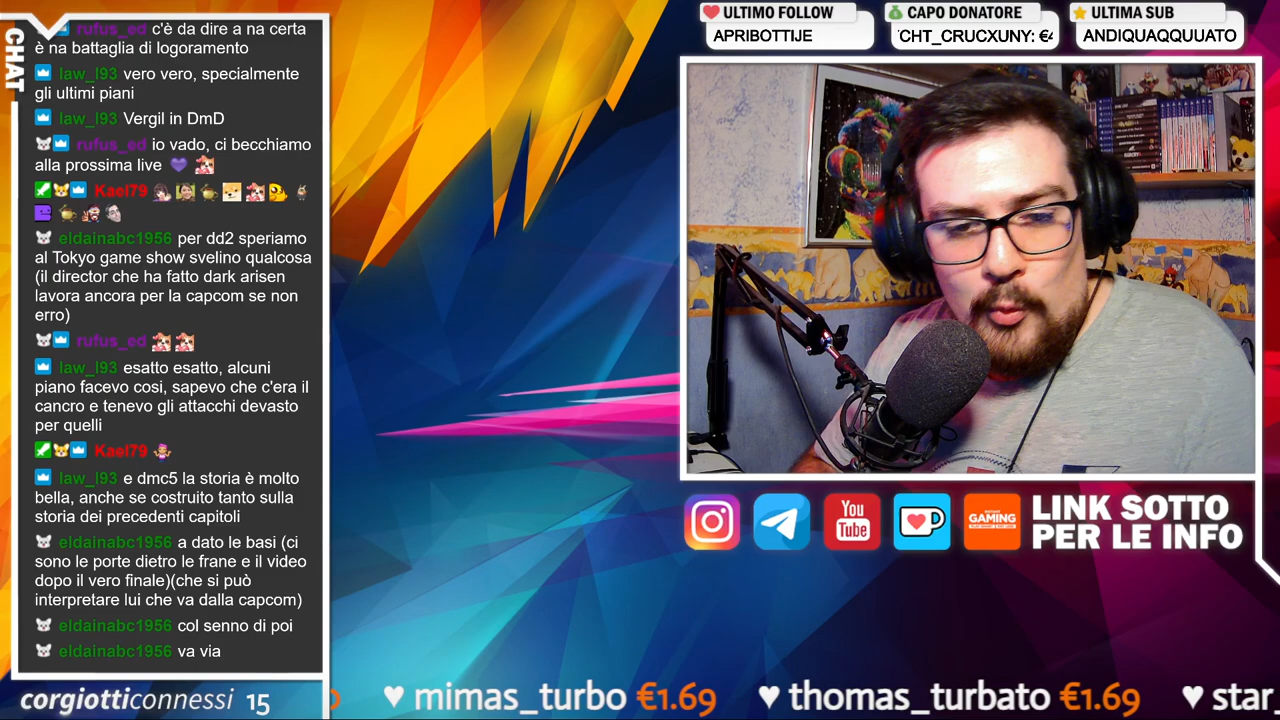 CHAT
rufus_ed c'è da dire a na certa
è na battaglia di logoramento
law_l93 vero vero, specialmente
gli ultimi piani
law_l93 Vergil in DmD
rufus_ed io vado, ci becchiamo
alla prossima live
Kael79
eldainabc1956 per dd2 speriamo
al Tokyo game show svelino qualcosa
(il director che ha fatto dark arisen
lavora ancora per la capcom se non
erro)
rufus_ed
law_l93 esatto esatto, alcuni
piano facevo cosi, sapevo che c'era il
cancro e tenevo gli attacchi devasto
per quelli
Kael79
law_l93 e dmc5 la storia è molto
bella, anche se costruito tanto sulla
storia dei precedenti capitoli
eldainabc1956 a dato le basi (ci
sono le porte dietro le frane e il video
dopo il vero finale)(che si può
interpretare lui che va dalla capcom)
eldainabc1956 col senno di poi
eldainabc1956 va via
corgiotticonnessi 15
ULTIMO FOLLOW
APRIBOTTIJE
CAPO DONATORE
CHT_CRUCXUNY: €4
ULTIMA SUB
ANDIQUAQQUUATO
You
Tube
GAMING
LINK SOTTO
PER LE INFO
mimas_turbo €1.69 thomas_turbato €1.69 star_